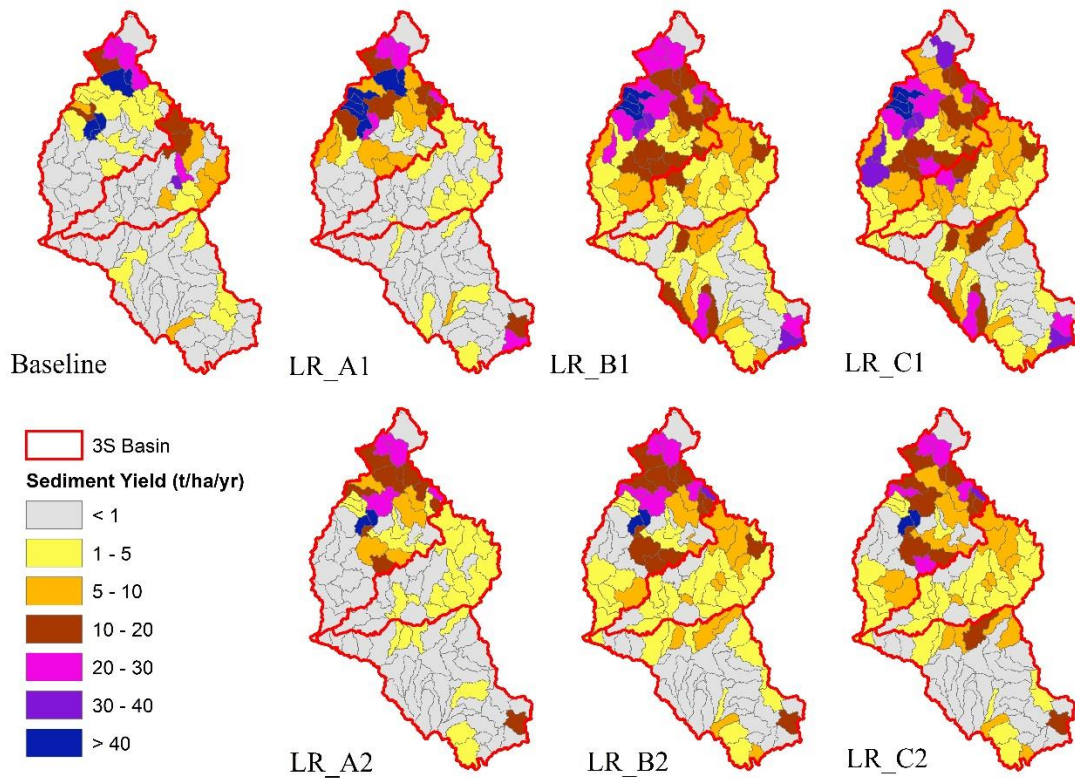 Baseline
LR_A1
LR_B1
LR_C1
3S Basin
Sediment Yield (t/ha/yr)
< 1
1 - 5
5 - 10
10 - 20
20 - 30
30 - 40
> 40
LR_A2
LR_B2
LR_C2